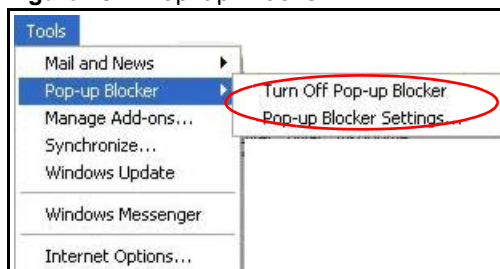 Tools
Mail and News
Pop-up Blocker
Turn Off Pop-up Blocker
Manage Add-ons...
Pop-up Blocker Settings...
Synchronize...
Windows Update
Windows Messenger
Internet Options...